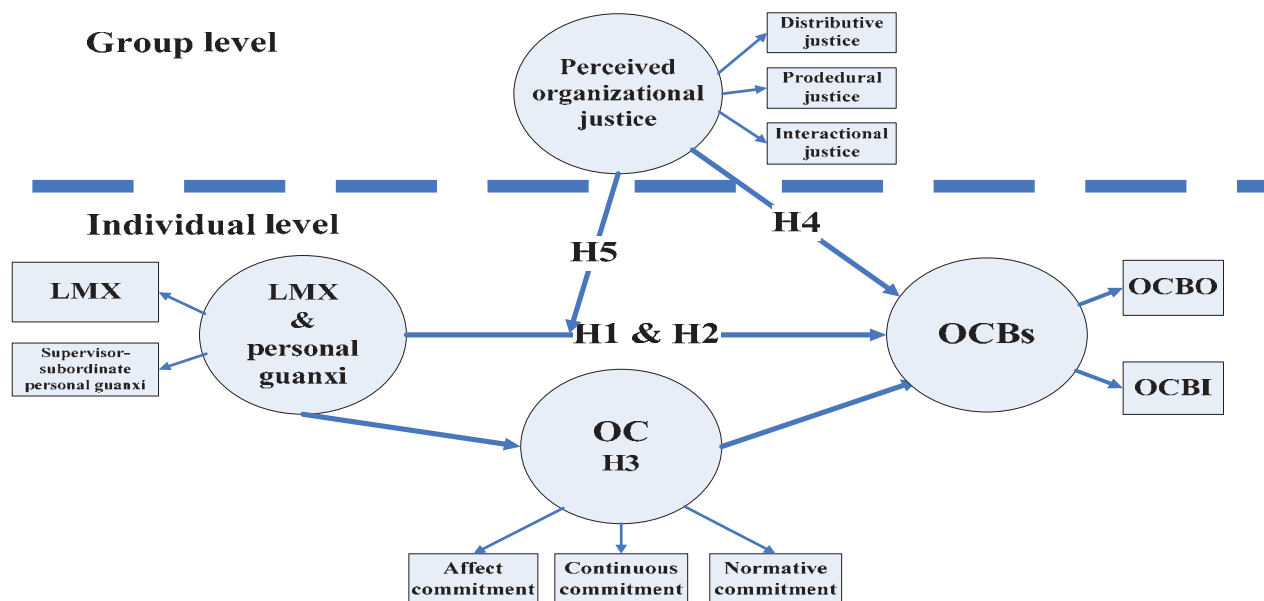 Group level
Perceived
organizational
justice
Distributive
justice
Prodedural
justice
Interactional
justice
Individual level
H4
H5
LMX
Supervisor-
subordinate
personal guanxi
LMX
&
personal
guanxi
H1 & H2
OCBs
OCBO
OCBI
OC
H3
Affect
commitment
Continuous
commitment
Normative
commitment